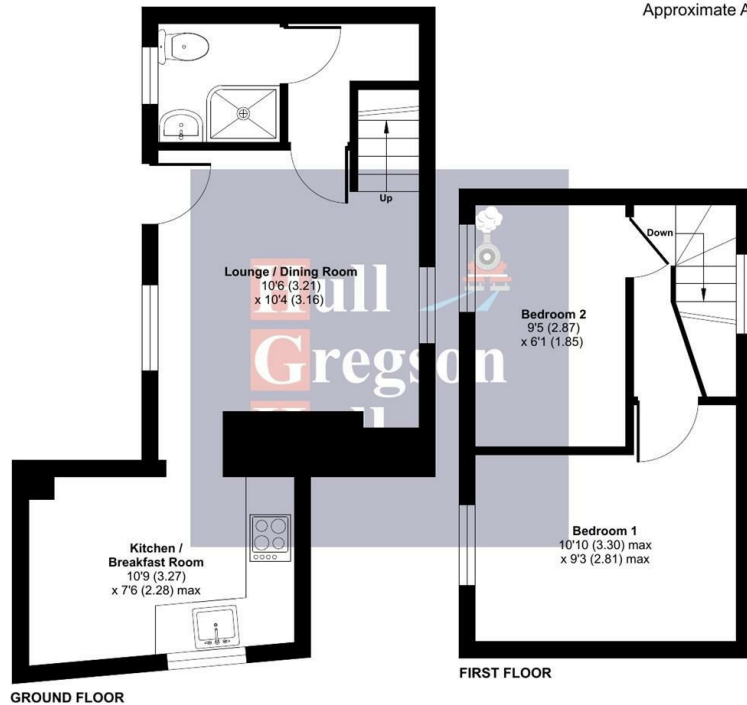 Approximate A
Up
Lounge / Dining Room
10'6 (3.21)
x 10'4 (3.16)
Down
Bedroom 2
9'5 (2.87)
x 6'1 (1.85)
Hull
Gregson
Kitchen /
Breakfast Room
10'9 (3.27)
x 7'6 (2.28) max
Bedroom 1
10'10 (3.30) max
x 9'3 (2.81) max
FIRST FLOOR
GROUND FLOOR